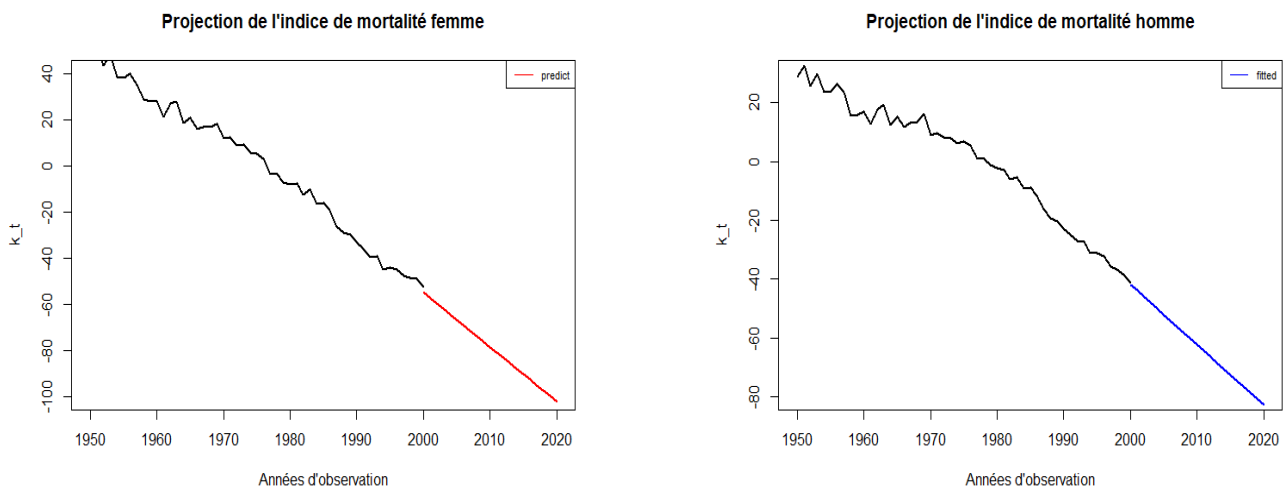 Projection de l'indice de mortalité femme
k_t
40
20
0
-20
-40
-60
-80
-100
predict
1950 1960 1970 1980 1990 2000 2010 2020
Années d'observation
Projection de l'indice de mortalité homme
k_t
20
0
-20
-40
-60
-80
fitted
1950 1960 1970 1980 1990 2000 2010 2020
Années d'observation